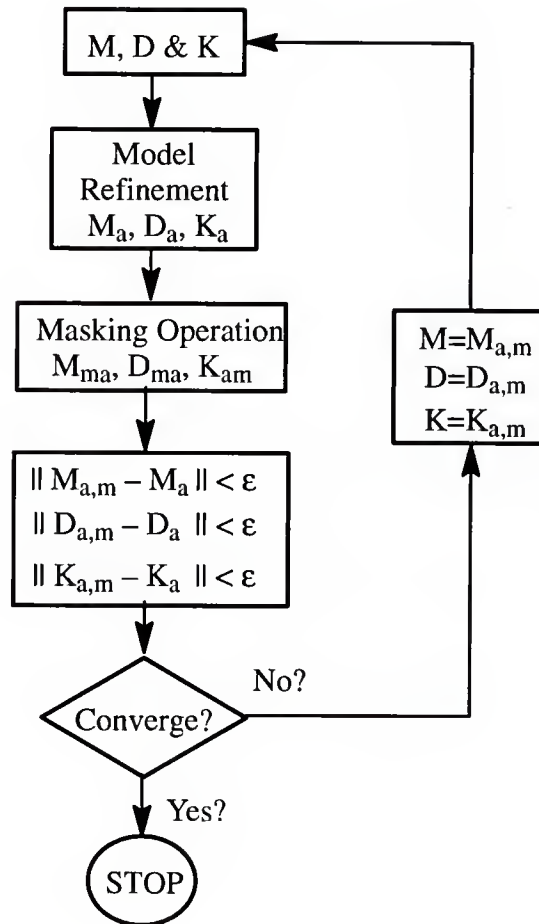 M, D & K
Model
Refinement
Mₐ, Dₐ, Kₐ
Masking Operation
Mₘₐ, Dₘₐ, Kₐₘ
|| Mₐ,ₘ – Mₐ || < ε
|| Dₐ,ₘ – Dₐ || < ε
|| Kₐ,ₘ – Kₐ || < ε
Converge?
No?
M=Mₐ,ₘ
D=Dₐ,ₘ
K=Kₐ,ₘ
Yes?
STOP